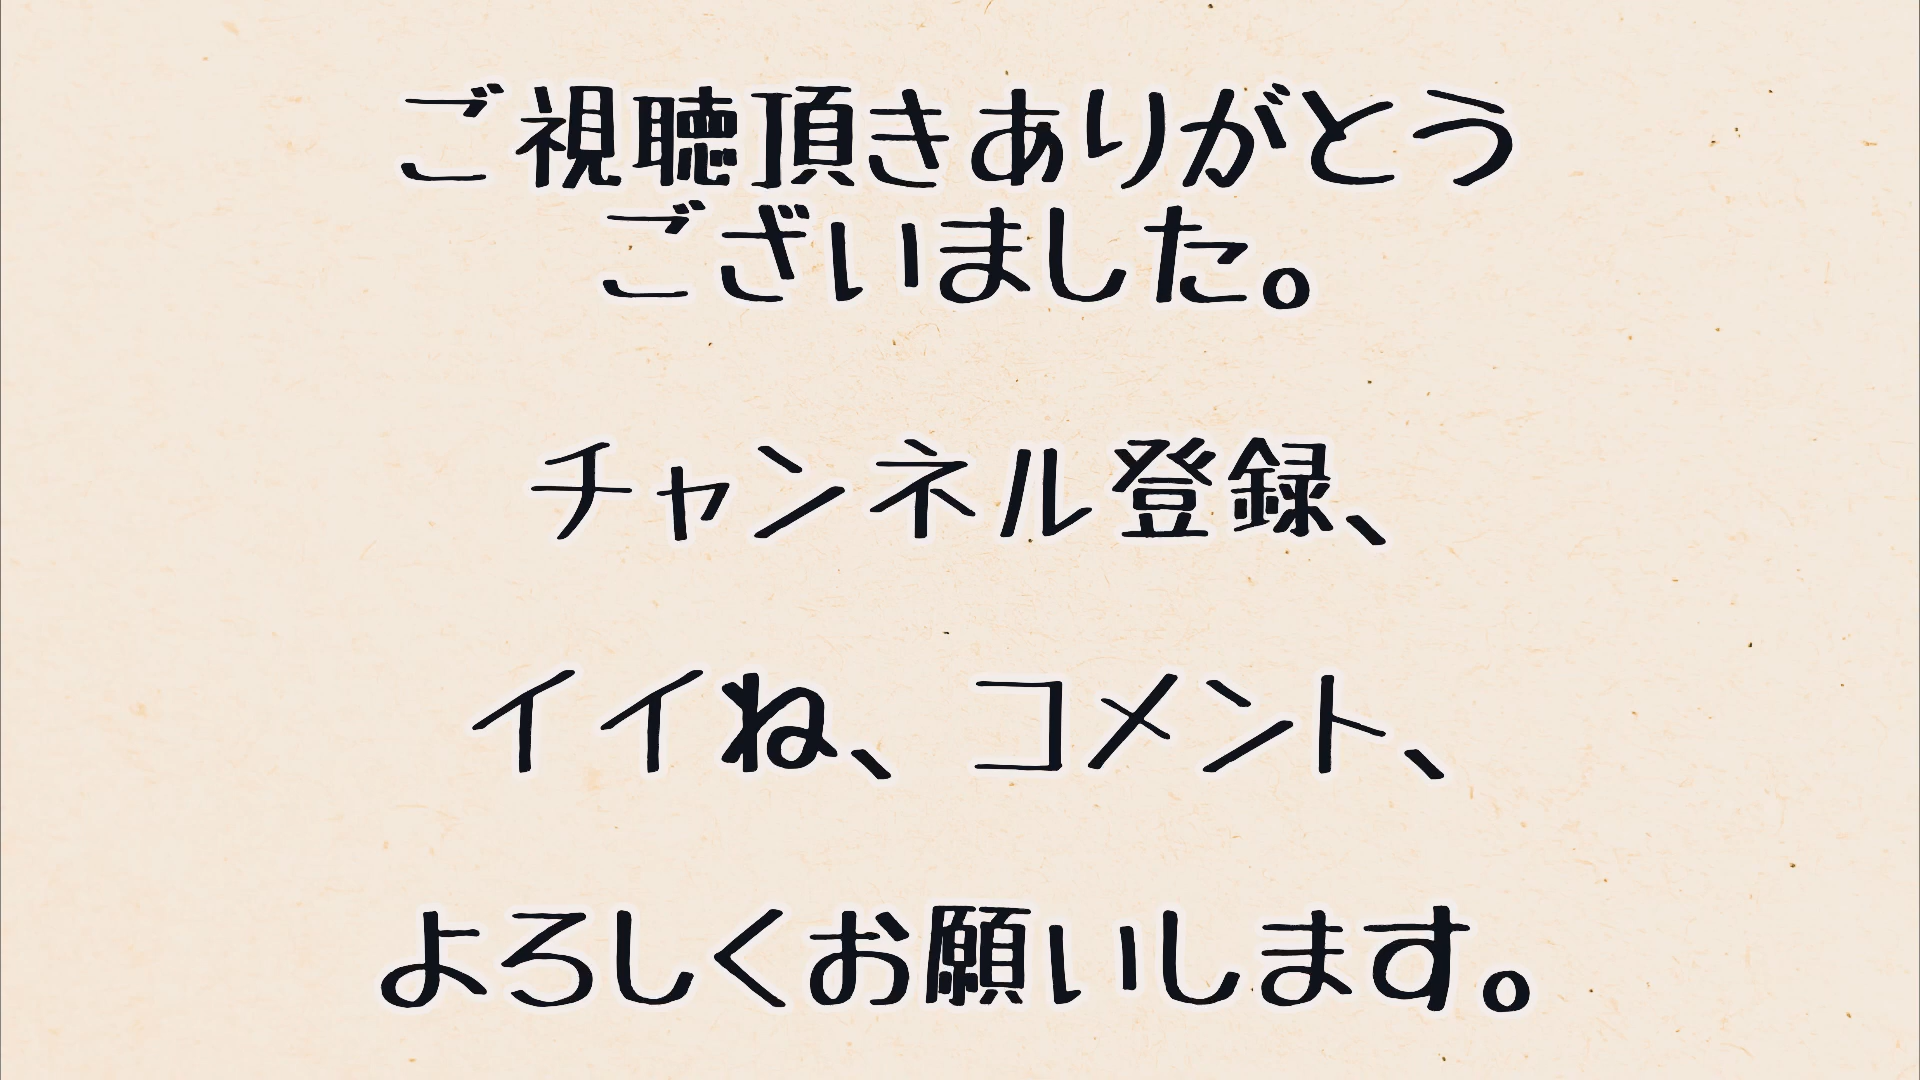 ご視聴頂きありがとう
ございました。
チャンネル登録、
イイね、コメント、
よろしくお願いします。